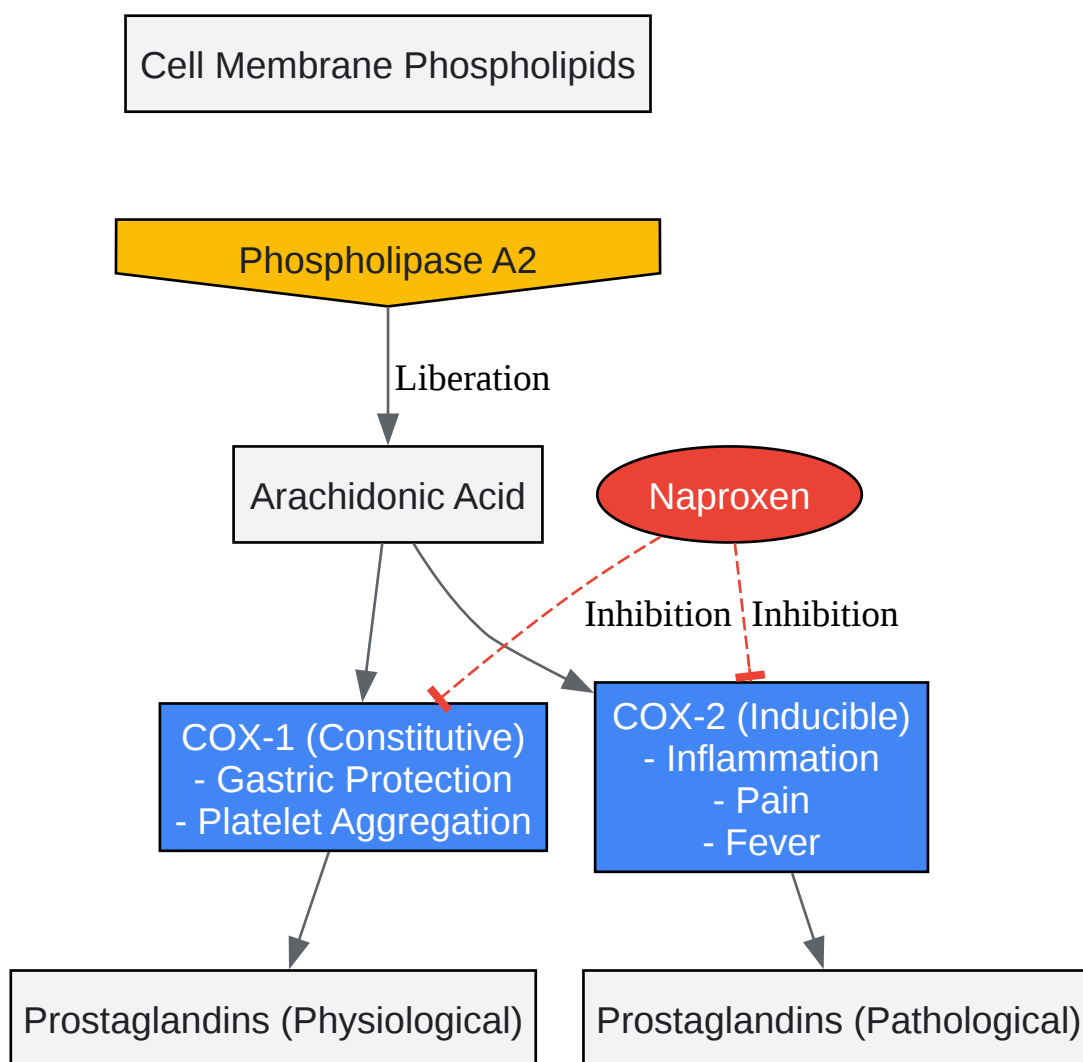 Cell Membrane Phospholipids
Phospholipase A2
Liberation
Arachidonic Acid
Naproxen
Inhibition
Inhibition
COX-1 (Constitutive)
- Gastric Protection
- Platelet Aggregation
COX-2 (Inducible)
- Inflammation
- Pain
- Fever
Prostaglandins (Physiological)
Prostaglandins (Pathological)